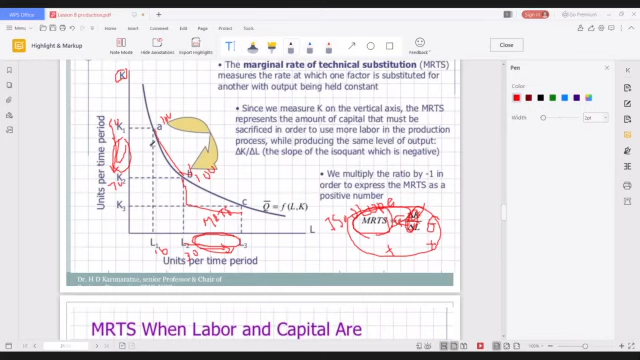 WPS Office
Lesson 8 production.pdf
Sign in
Go Premium
Menu
Highlight & Markup
Note Mode
Hide Annotations
Export Highlights
Feedback
Close
Pen
Color
Width
• The marginal rate of technical substitution (MRTS) measures the rate at which one factor is substituted for another with output being held constant
• Since we measure K on the vertical axis, the MRTS represents the amount of capital that must be sacrificed in order to use more labor in the production process, while producing the same level of output: ΔK/ΔL (the slope of the isoquant which is negative)
• We multiply the ratio by -1 in order to express the MRTS as a positive number
K
K₁
K₂
K₃
Units per time period
a
b
100
c
Q̅ = f(L, K)
MRTS
L
L₁ L₂ L₃
Units per time period
MRTS
ΔK
ΔL
Dr. H D Karunaratne, senior Professor & Chair of
MRTS When Labor and Capital Are